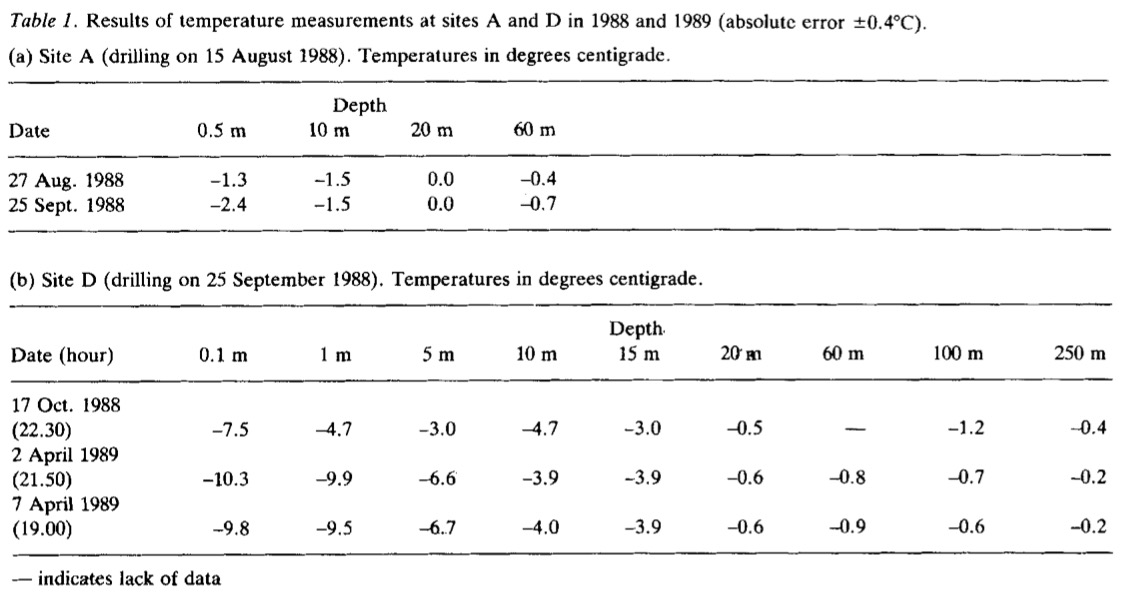 Table 1. Results of temperature measurements at sites A and D in 1988 and 1989 (absolute error ±0.4°C).
(a) Site A (drilling on 15 August 1988). Temperatures in degrees centigrade.
Depth
Date 0.5 m 10 m 20 m 60 m
27 Aug. 1988 –1.3 –1.5 0.0 –0.4
25 Sept. 1988 –2.4 –1.5 0.0 –0.7
(b) Site D (drilling on 25 September 1988). Temperatures in degrees centigrade.
Depth
Date (hour) 0.1 m 1 m 5 m 10 m 15 m 20 m 60 m 100 m 250 m
17 Oct. 1988
(22.30) –7.5 –4.7 –3.0 –4.7 –3.0 –0.5 — –1.2 –0.4
2 April 1989
(21.50) –10.3 –9.9 –6.6 –3.9 –3.9 –0.6 –0.8 –0.7 –0.2
7 April 1989
(19.00) –9.8 –9.5 –6.7 –4.0 –3.9 –0.6 –0.9 –0.6 –0.2
— indicates lack of data